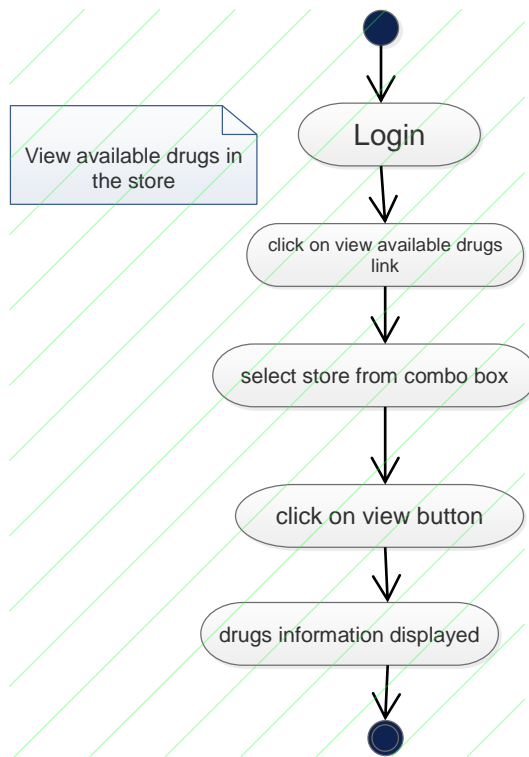 Login
View available drugs in
the store
click on view available drugs
link
select store from combo box
click on view button
drugs information displayed